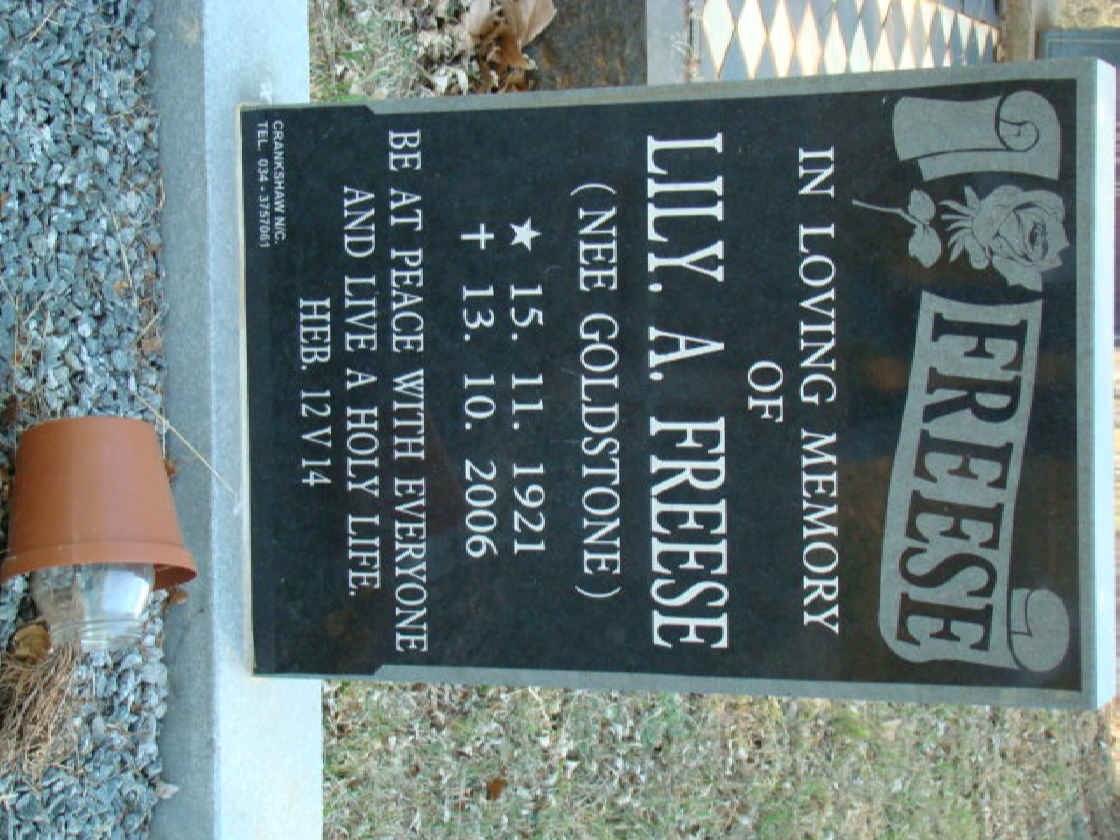 FREESE
IN LOVING MEMORY
OF
LILY. A. FREESE
( NEE GOLDSTONE )
★ 15. 11. 1921
✝ 13. 10. 2006
BE AT PEACE WITH EVERYONE
AND LIVE A HOLY LIFE.
HEB. 12 V 14
CRANKSHAW N/C.
TEL. 034 - 3757061